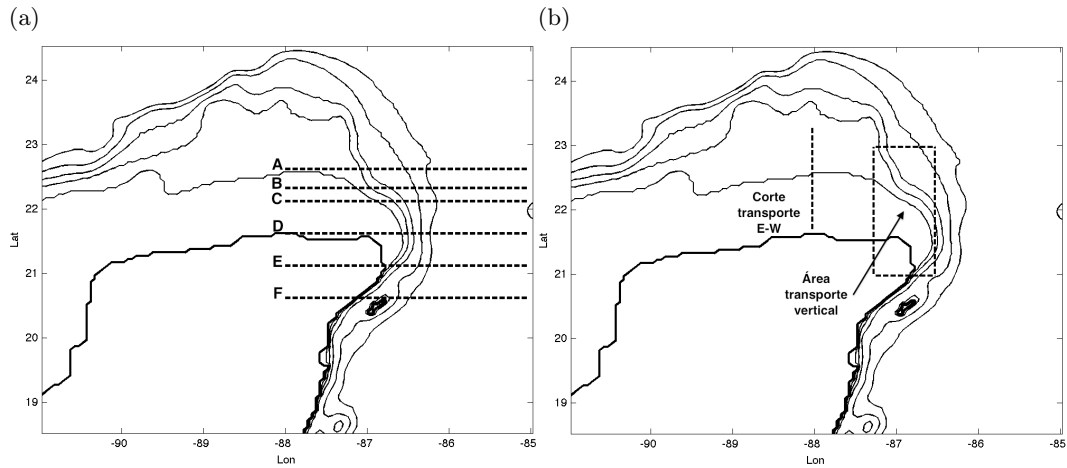 (a)
24
23
22
21
20
19
Lat
A
B
C
D
E
F
-90
-89
-88
-87
-86
-85
Lon
(b)
24
23
22
21
20
19
Lat
Corte
transporte
E-W
Área
transporte
vertical
-90
-89
-88
-87
-86
-85
Lon